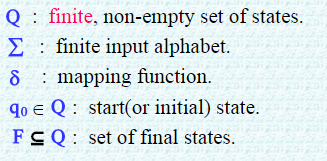 Q : finite, non-empty set of states.
Σ : finite input alphabet.
δ : mapping function.
q₀ ∈ Q : start(or initial) state.
F ⊆ Q : set of final states.